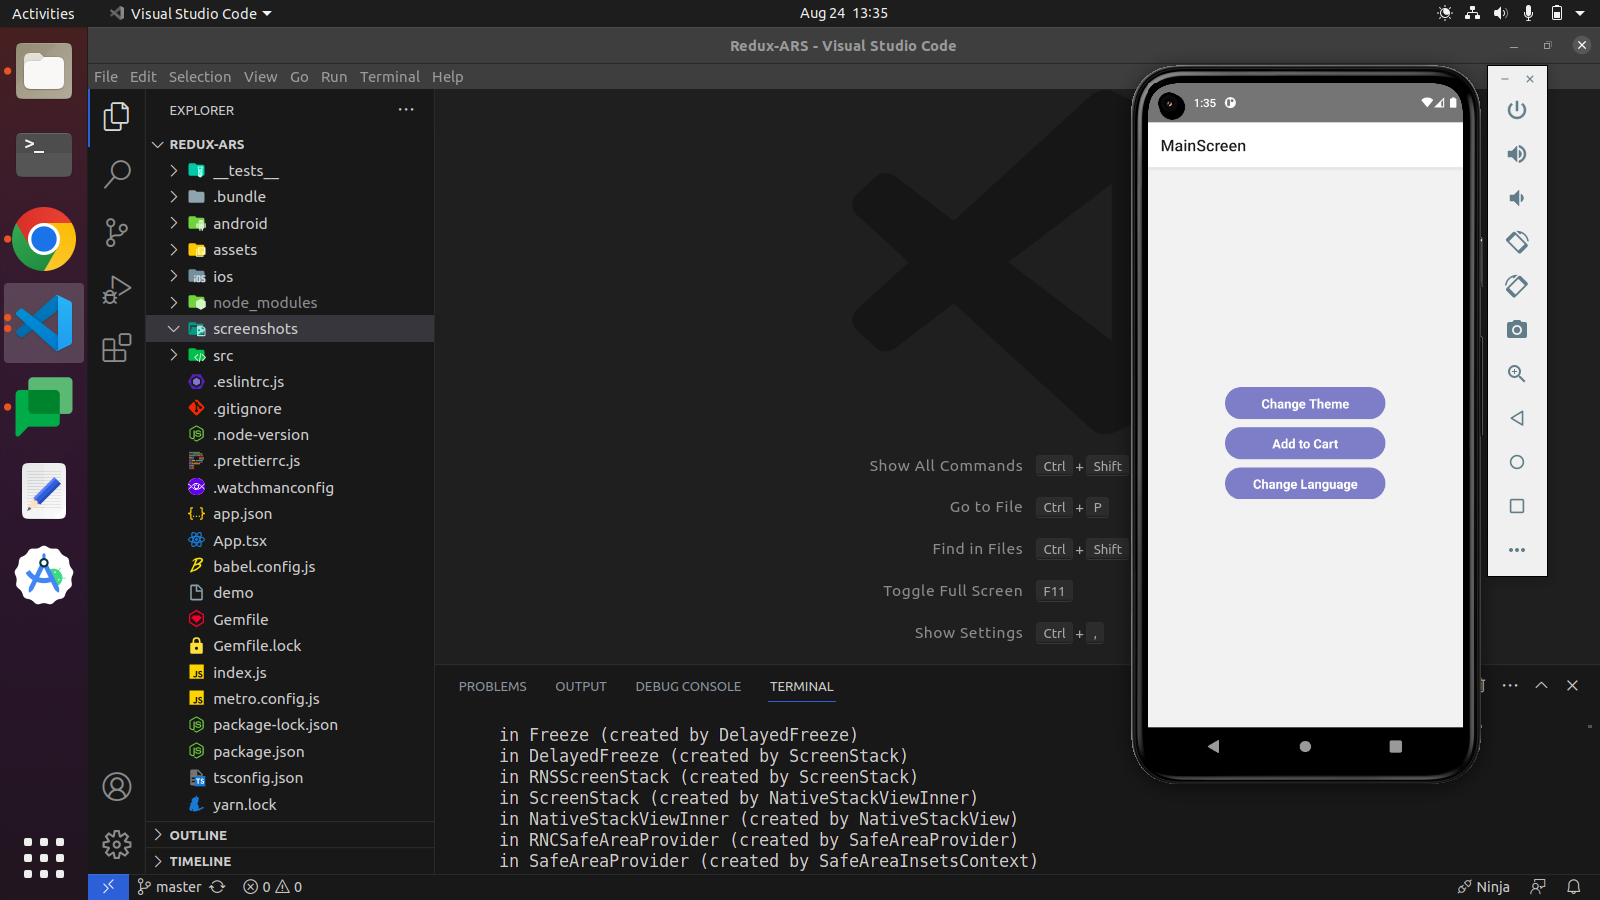 Activities
Visual Studio Code
Aug 24 13:35
Redux-ARS - Visual Studio Code
File Edit Selection View Go Run Terminal Help
EXPLORER
REDUX-ARS
__tests__
.bundle
android
assets
ios
node_modules
screenshots
src
.eslintrc.js
.gitignore
.node-version
.prettierrc.js
.watchmanconfig
app.json
App.tsx
babel.config.js
demo
Gemfile
Gemfile.lock
index.js
metro.config.js
package-lock.json
package.json
tsconfig.json
yarn.lock
OUTLINE
TIMELINE
Show All Commands Ctrl + Shift
Go to File Ctrl + P
Find in Files Ctrl + Shift
Toggle Full Screen F11
Show Settings Ctrl + ,
PROBLEMS OUTPUT DEBUG CONSOLE TERMINAL
in Freeze (created by DelayedFreeze)
in DelayedFreeze (created by ScreenStack)
in RNSScreenStack (created by ScreenStack)
in ScreenStack (created by NativeStackViewInner)
in NativeStackViewInner (created by NativeStackView)
in RNCSafeAreaProvider (created by SafeAreaProvider)
in SafeAreaProvider (created by SafeAreaInsetsContext)
1:35
MainScreen
Change Theme
Add to Cart
Change Language
master
0 0
Ninja